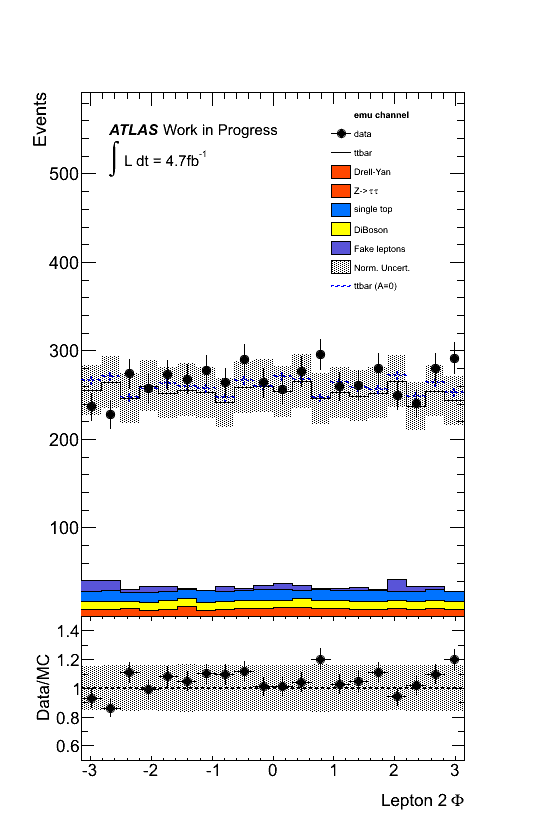 Events
ATLAS Work in Progress
∫ L dt = 4.7fb⁻¹
emu channel
data
ttbar
Drell-Yan
Z->ττ
single top
DiBoson
Fake leptons
Norm. Uncert.
ttbar (A=0)
500
400
300
200
100
Data/MC
1.4
1.2
1
0.8
0.6
-3 -2 -1 0 1 2 3
Lepton 2 Φ